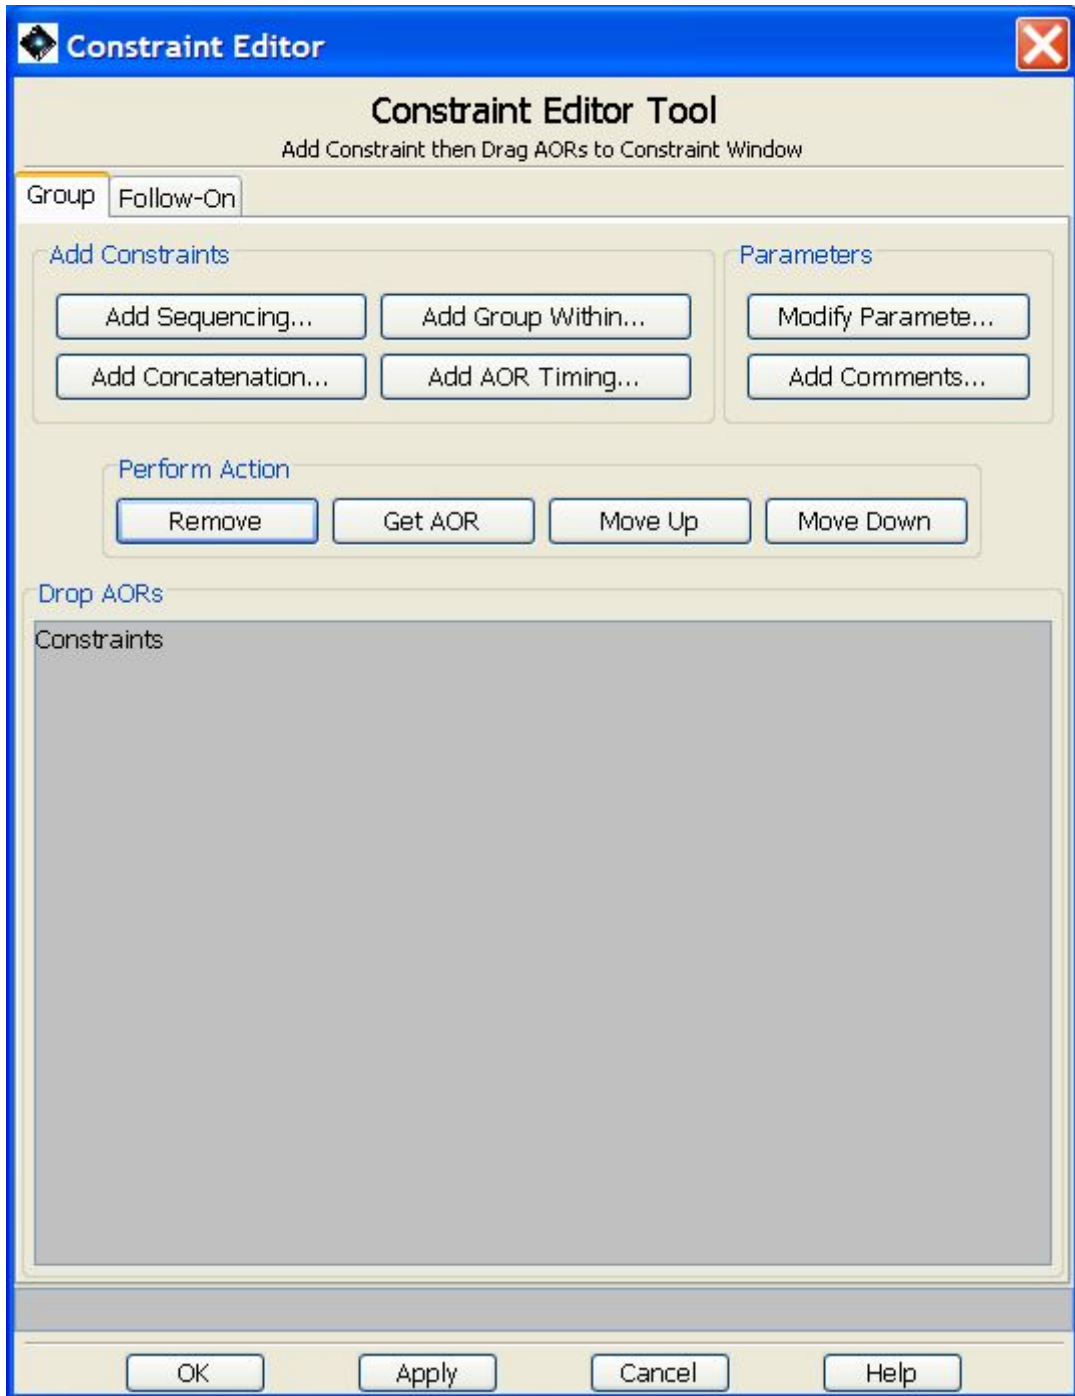 Constraint Editor
Constraint Editor Tool
Add Constraint then Drag AORs to Constraint Window
Group Follow-On
Add Constraints Parameters
Add Sequencing... Add Group Within... Modify Paramete...
Add Concatenation... Add AOR Timing... Add Comments...
Perform Action
Remove Get AOR Move Up Move Down
Drop AORs
Constraints
OK Apply Cancel Help